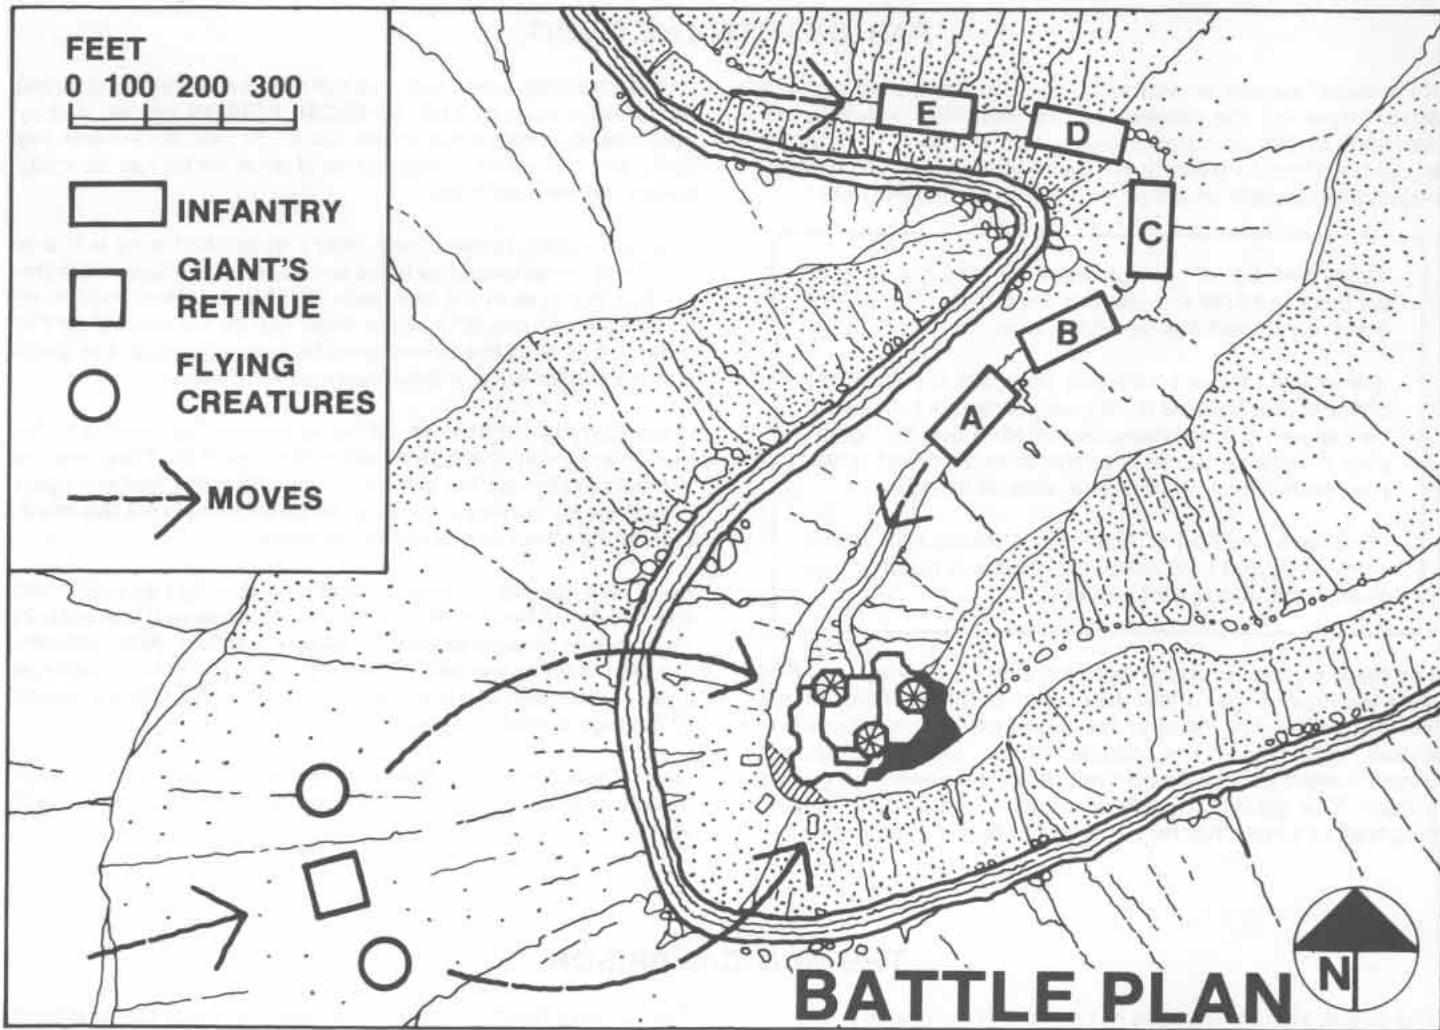 FEET
0 100 200 300
INFANTRY
GIANT'S
RETINUE
FLYING
CREATURES
MOVES
E
D
C
B
A
BATTLE PLAN
N